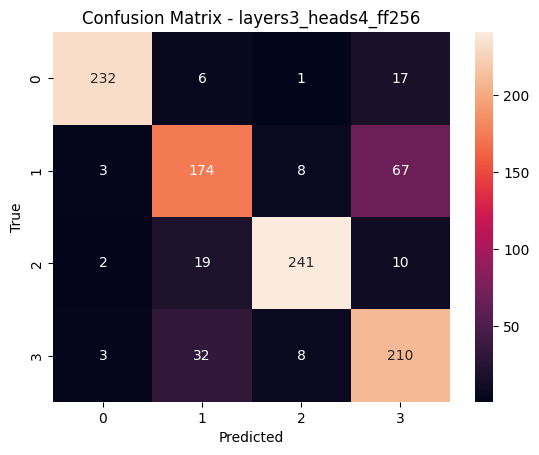 Confusion Matrix - layers3_heads4_ff256
0 232 6 1 17
1 3 174 8 67
2 2 19 241 10
3 3 32 8 210
0 1 2 3
Predicted
True
200
150
100
50